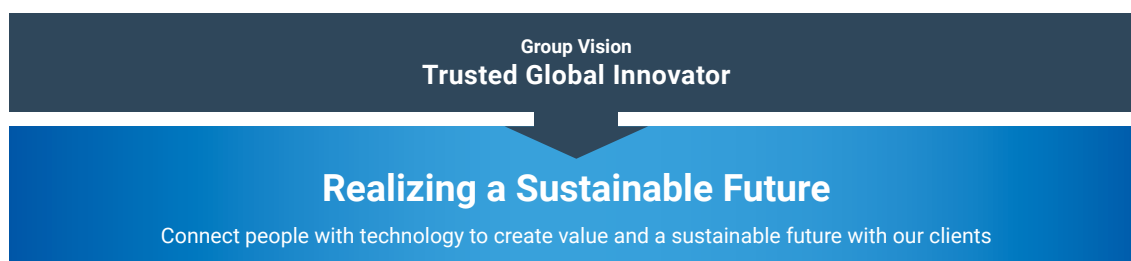 Group Vision
Trusted Global Innovator
Realizing a Sustainable Future
Connect people with technology to create value and a sustainable future with our clients